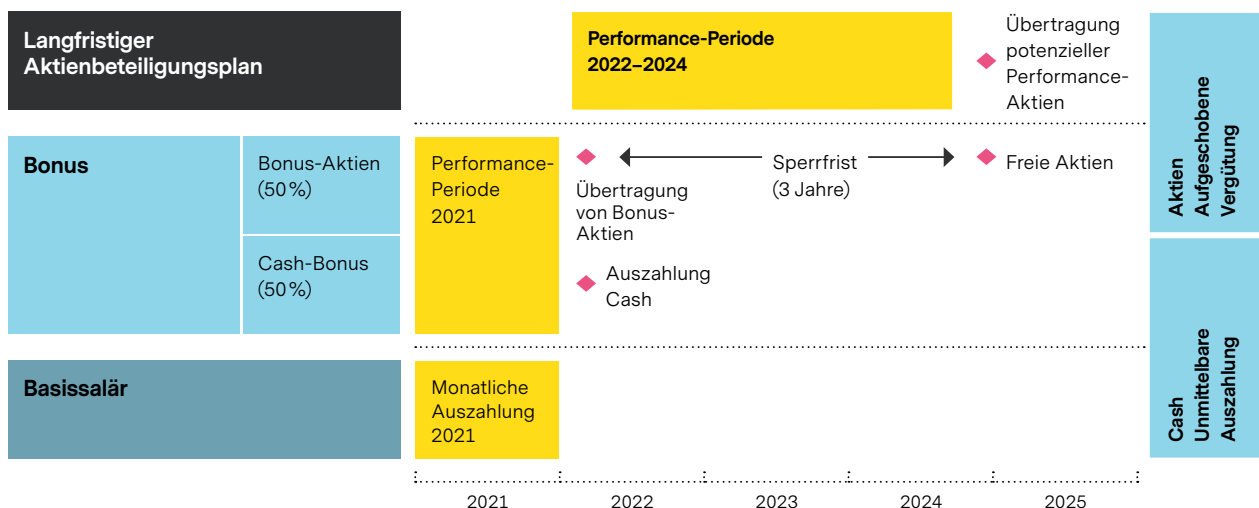 Langfristiger
Aktienbeteiligungsplan
Performance-Periode
2022–2024
Übertragung
potenzieller
Performance-
Aktien
Bonus
Bonus-Aktien
(50 %)
Cash-Bonus
(50 %)
Performance-
Periode
2021
Übertragung
von Bonus-
Aktien
Sperrfrist
(3 Jahre)
Freie Aktien
Auszahlung
Cash
Aktien
Aufgeschobene
Vergütung
Basissalär
Monatliche
Auszahlung
2021
Cash
Unmittelbare
Auszahlung
2021
2022
2023
2024
2025